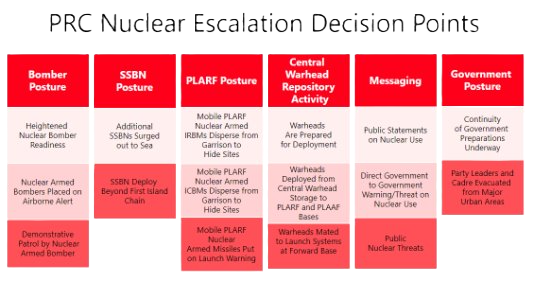 PRC Nuclear Escalation Decision Points
Bomber
Posture
Heightened
Nuclear Bomber
Readiness
Nuclear Armed
Bombers Placed on
Airborne Alert
Demonstrative
Patrol by Nuclear
Armed Bomber
SSBN
Posture
Additional
SSBNs Surged
out to Sea
SSBN Deploy
Beyond First Island
Chain
PLARF Posture
Mobile PLARF
Nuclear Armed
IRBMs Disperse from
Garrison to
Hide Sites
Mobile PLARF
Nuclear Armed
ICBMs Disperse from
Garrison to
Hide Sites
Mobile PLARF
Nuclear
Armed Missiles Put
on Launch Warning
Central
Warhead
Repository
Activity
Warheads
Are Prepared
for Deployment
Warheads
Deployed from
Central Warhead
Storage to
PLARF and PLAAF
Bases
Warheads Mated
to Launch Systems
at Forward Base
Messaging
Public Statements
on Nuclear Use
Direct Government
to Government
Warning/Threat on
Nuclear Use
Public
Nuclear Threats
Government
Posture
Continuity
of Government
Preparations
Underway
Party Leaders and
Cadre Evacuated
from Major
Urban Areas